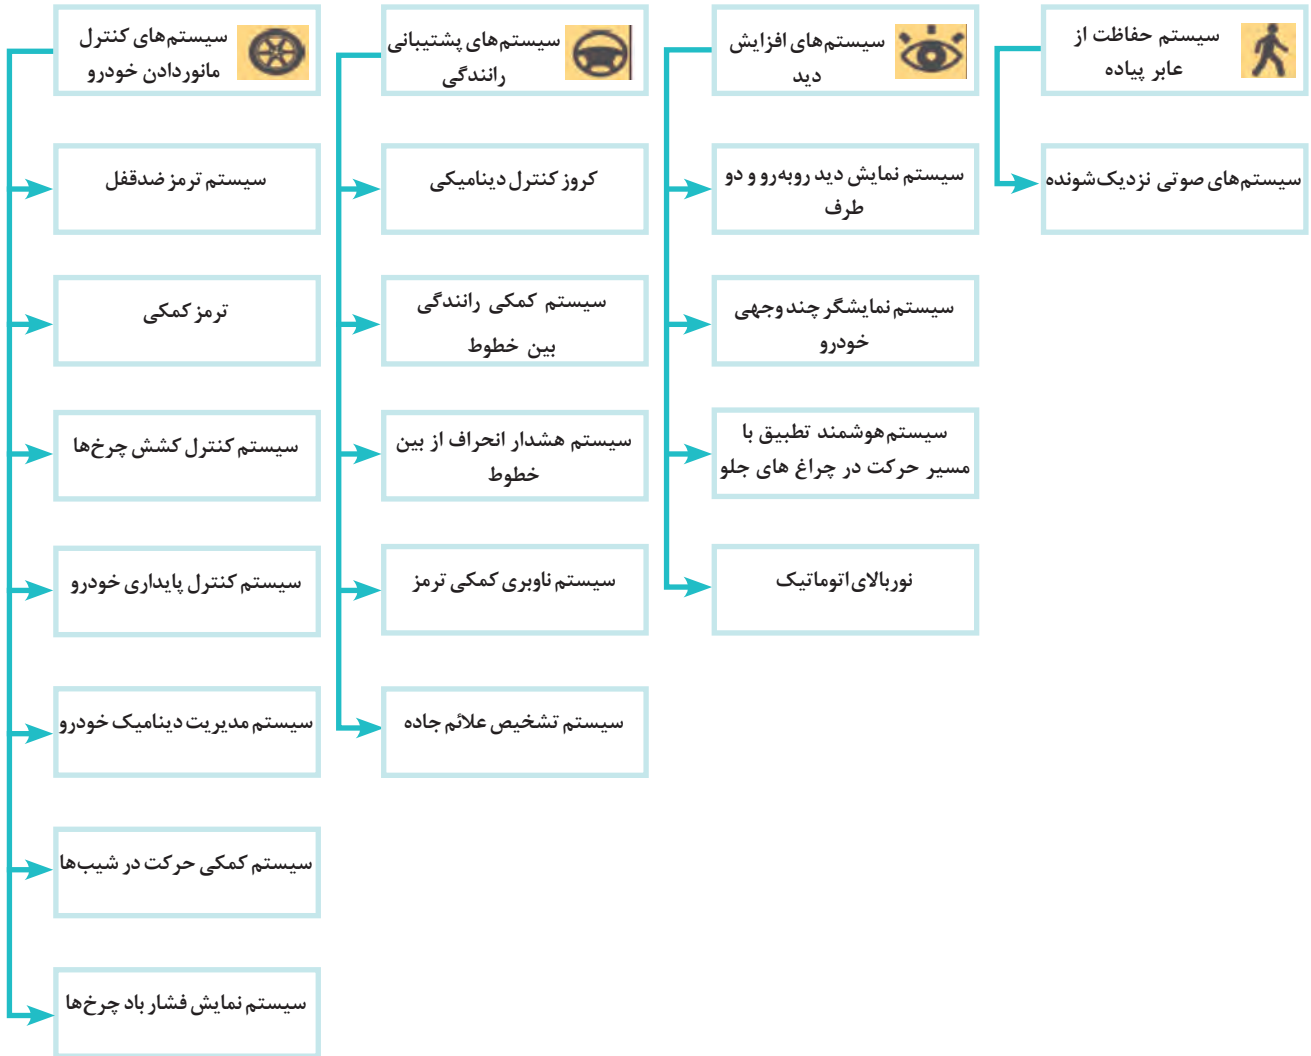 سیستم حفاظت از
عابر پیاده
سیستم‌های صوتی نزدیک‌شونده
سیستم‌های افزایش
دید
سیستم نمایش دید روبه‌رو و دو
طرف
سیستم نمایشگر چند وجهی
خودرو
سیستم هوشمند تطبیق با
مسیر حرکت در چراغ های جلو
نوربالای اتوماتیک
سیستم‌های پشتیبانی
رانندگی
کروز کنترل دینامیکی
سیستم کمکی رانندگی
بین خطوط
سیستم هشدار انحراف از بین
خطوط
سیستم ناوبری کمکی ترمز
سیستم تشخیص علائم جاده
سیستم‌های کنترل
مانوردادن خودرو
سیستم ترمز ضدقفل
ترمز کمکی
سیستم کنترل کشش چرخ‌ها
سیستم کنترل پایداری خودرو
سیستم مدیریت دینامیک خودرو
سیستم کمکی حرکت در شیب‌ها
سیستم نمایش فشار باد چرخ‌ها